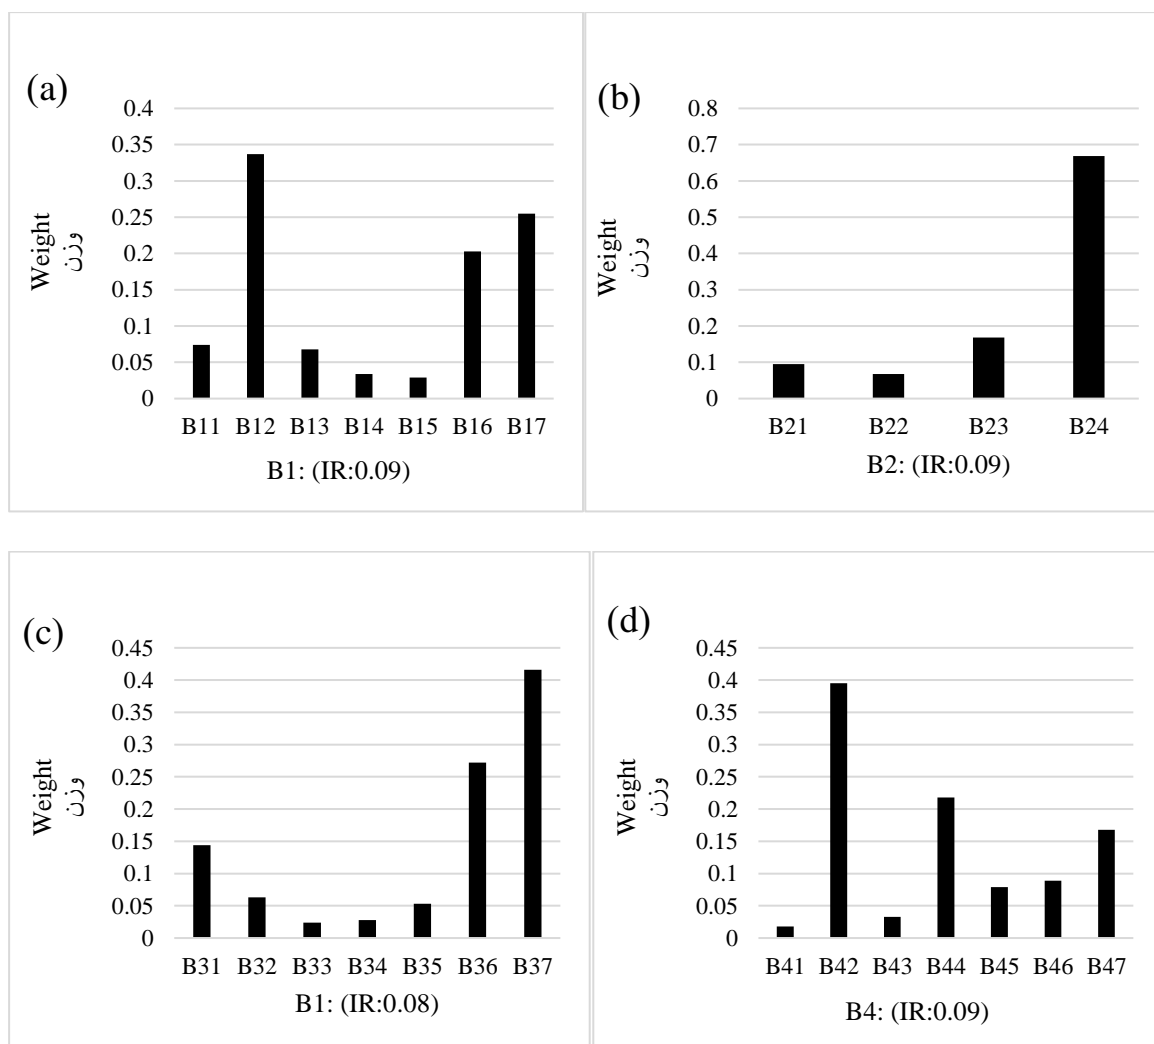 (a)
0.4
0.35
0.3
0.25
0.2
0.15
0.1
0.05
0
Weight
وزن
B11 B12 B13 B14 B15 B16 B17
B1: (IR:0.09)
(b)
0.8
0.7
0.6
0.5
0.4
0.3
0.2
0.1
0
Weight
وزن
B21 B22 B23 B24
B2: (IR:0.09)
(c)
0.45
0.4
0.35
0.3
0.25
0.2
0.15
0.1
0.05
0
Weight
وزن
B31 B32 B33 B34 B35 B36 B37
B1: (IR:0.08)
(d)
0.45
0.4
0.35
0.3
0.25
0.2
0.15
0.1
0.05
0
Weight
وزن
B41 B42 B43 B44 B45 B46 B47
B4: (IR:0.09)